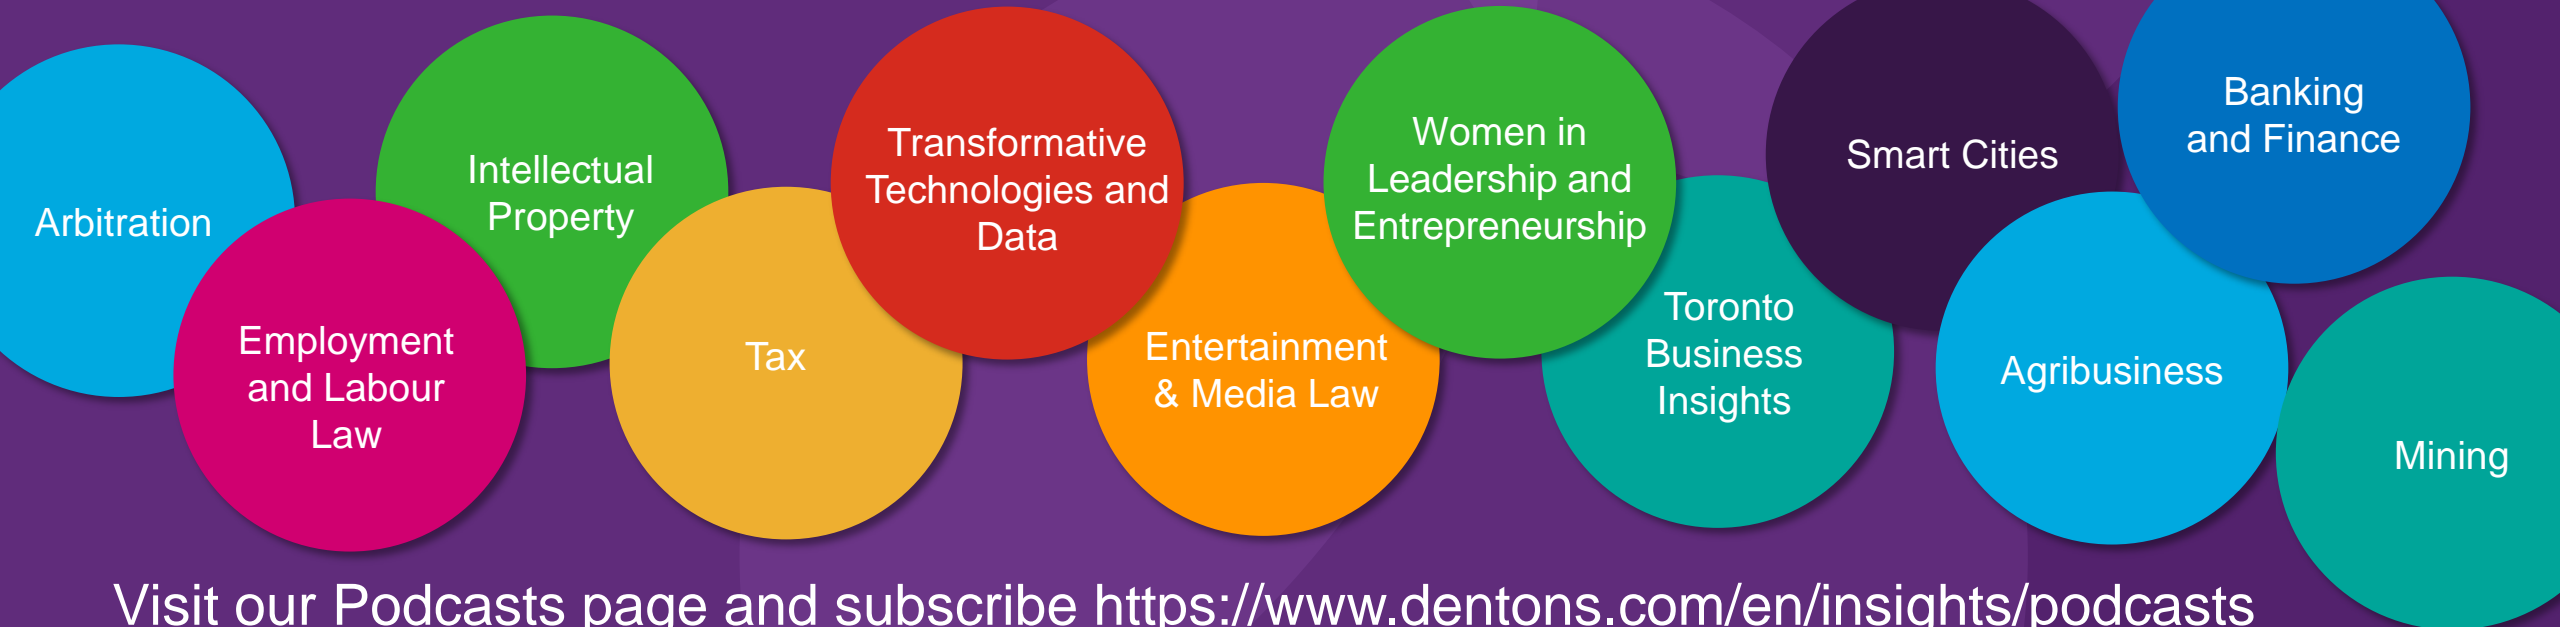 Arbitration
Employment
and Labour
Law
Intellectual
Property
Tax
Transformative
Technologies and
Data
Entertainment
& Media Law
Women in
Leadership and
Entrepreneurship
Toronto
Business
Insights
Smart Cities
Agribusiness
Banking
and Finance
Mining
Visit our Podcasts page and subscribe https://www.dentons.com/en/insights/podcasts